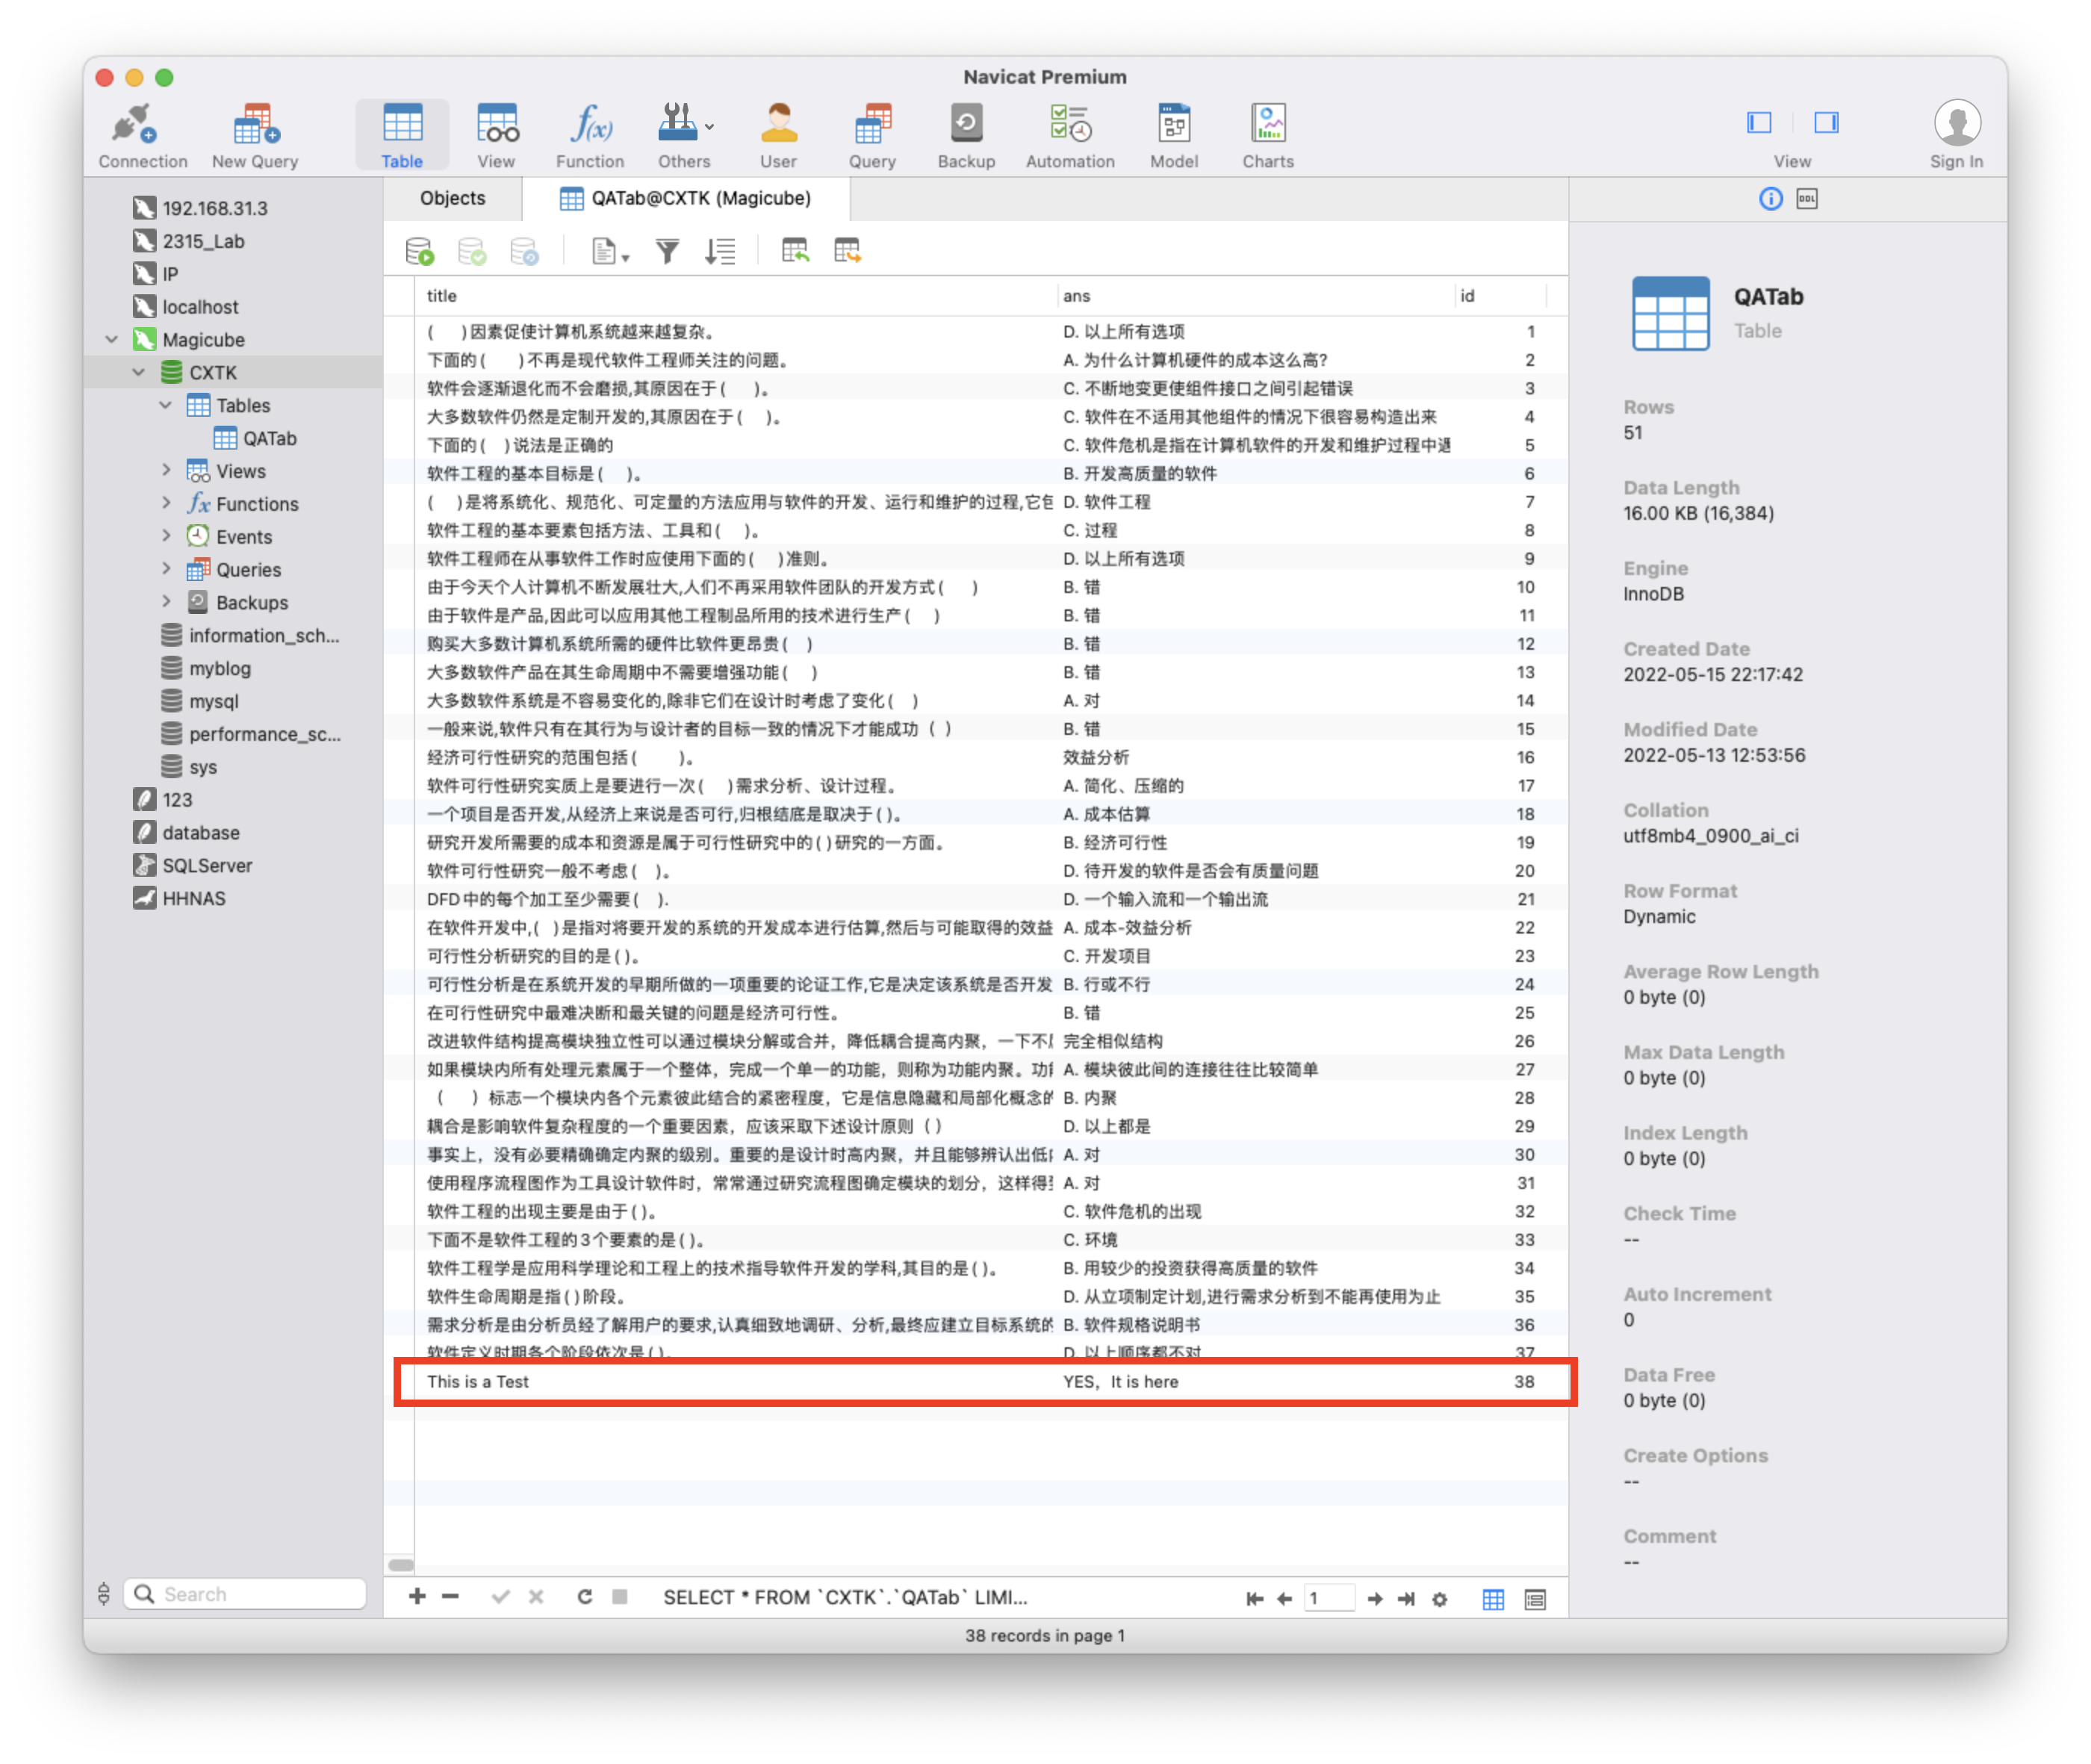 Navicat Premium
Connection
New Query
Table
View
Function
Others
User
Query
Backup
Automation
Model
Charts
View
Sign In
192.168.31.3
2315_Lab
IP
localhost
Magicube
CXTK
Tables
QATab
Views
Functions
Events
Queries
Backups
information_sch...
myblog
mysql
performance_sc...
sys
123
database
SQLServer
HHNAS
Search
Objects
QATab@CXTK (Magicube)
title ans id
(    )因素促使计算机系统越来越复杂。 D. 以上所有选项 1
下面的(    )不再是现代软件工程师关注的问题。 A. 为什么计算机硬件的成本这么高? 2
软件会逐渐退化而不会磨损,其原因在于(    )。 C. 不断地变更使组件接口之间引起错误 3
大多数软件仍然是定制开发的,其原因在于(    )。 C. 软件在不适用其他组件的情况下很容易构造出来 4
下面的(    )说法是正确的 C. 软件危机是指在计算机软件的开发和维护过程中 5
软件工程的基本目标是(    )。 B. 开发高质量的软件 6
(    )是将系统化、规范化、可定量的方法应用与软件的开发、运行和维护的过程,它 D. 软件工程 7
软件工程的基本要素包括方法、工具和(    )。 C. 过程 8
软件工程师在从事软件工作时应使用下面的(    )准则。 D. 以上所有选项 9
由于今天个人计算机不断发展壮大,人们不再采用软件团队的开发方式(    ) B. 错 10
由于软件是产品,因此可以应用其他工程制品所用的技术进行生产(    ) B. 错 11
购买大多数计算机系统所需的硬件比软件更昂贵(    ) B. 错 12
大多数软件产品在其生命周期中不需要增强功能(    ) B. 错 13
大多数软件系统是不容易变化的,除非它们在设计时考虑了变化(    ) A. 对 14
一般来说,软件只有在其行为与设计者的目标一致的情况下才能成功（ ） B. 错 15
经济可行性研究的范围包括(    )。 效益分析 16
软件可行性研究实质上是要进行一次(    )需求分析、设计过程。 A. 简化、压缩的 17
一个项目是否开发,从经济上来说是否可行,归根结底是取决于()。 A. 成本估算 18
研究开发所需要的成本和资源是属于可行性研究中的()研究的一方面。 B. 经济可行性 19
软件可行性研究一般不考虑(    )。 D. 待开发的软件是否会有质量问题 20
DFD中的每个加工至少需要(    ). D. 一个输入流和一个输出流 21
在软件开发中,(    )是指对将要开发的系统的开发成本进行估算,然后与可能取得的效益 A. 成本-效益分析 22
可行性分析研究的目的是()。 C. 开发项目 23
可行性分析是在系统开发的早期所做的一项重要的论证工作,它是决定该系统是否开发 B. 行或不行 24
在可行性研究中最难决断和最关键的问题是经济可行性。 B. 错 25
改进软件结构提高模块独立性可以通过模块分解或合并，降低耦合提高内聚，一下不 完全相似结构 26
如果模块内所有处理元素属于一个整体，完成一个单一的功能，则称为功能内聚。功 A. 模块彼此间的连接往往比较简单 27
（    ）标志一个模块内各个元素彼此结合的紧密程度，它是信息隐藏和局部化概念的 B. 内聚 28
耦合是影响软件复杂程度的一个重要因素，应该采取下述设计原则（ ） D. 以上都是 29
事实上，没有必要精确确定内聚的级别。重要的是设计时高内聚，并且能够辨认出低 A. 对 30
使用程序流程图作为工具设计软件时，常常通过研究流程图确定模块的划分，这样得 A. 对 31
软件工程的出现主要是由于()。 C. 软件危机的出现 32
下面不是软件工程的3个要素的是()。 C. 环境 33
软件工程学是应用科学理论和工程上的技术指导软件开发的学科,其目的是()。 B. 用较少的投资获得高质量的软件 34
软件生命周期是指()阶段。 D. 从立项制定计划,进行需求分析到不能再使用为止 35
需求分析是由分析员经了解用户的要求,认真细致地调研、分析,最终应建立目标系统的 B. 软件规格说明书 36
软件定义时期各个阶段依次是()。 D. 以上顺序都不对 37
This is a Test YES，It is here 38
SELECT * FROM `CXTK`.`QATab` LIMI...
1
38 records in page 1
DDL
QATab
Table
Rows
51
Data Length
16.00 KB (16,384)
Engine
InnoDB
Created Date
2022-05-15 22:17:42
Modified Date
2022-05-13 12:53:56
Collation
utf8mb4_0900_ai_ci
Row Format
Dynamic
Average Row Length
0 byte (0)
Max Data Length
0 byte (0)
Index Length
0 byte (0)
Check Time
--
Auto Increment
0
Data Free
0 byte (0)
Create Options
--
Comment
--